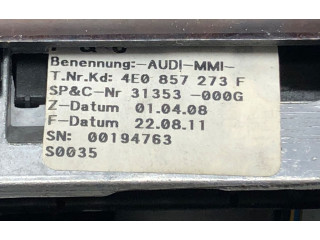 P & C
Benennung:-AUDI-MMI-
T.Nr.Kd: 4E0 857 273 F
SP&C-Nr 31353 -000G
Z-Datum 01.04.08
F-Datum 22.08.11
SN: 00194763
S0035